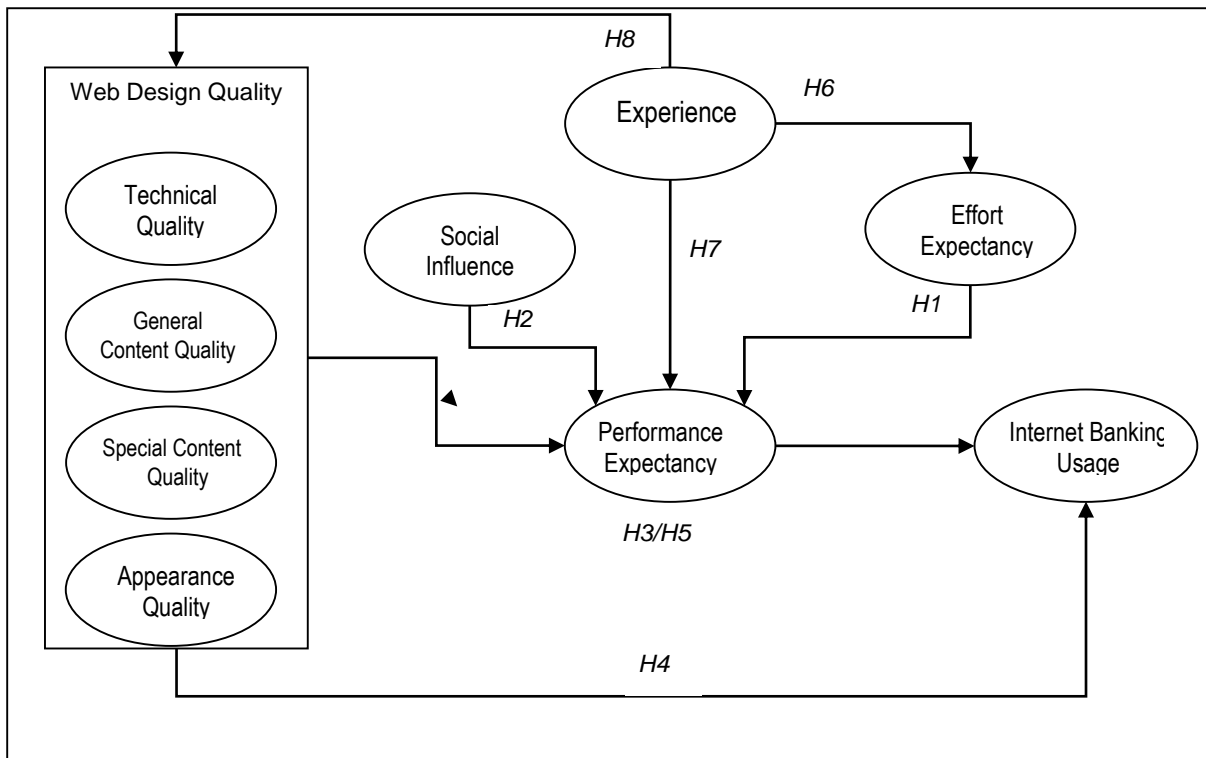 H8
Web Design Quality
Experience
H6
Technical
Quality
Social
Influence
H7
Effort
Expectancy
H2
H1
General
Content Quality
Special Content
Quality
Performance
Expectancy
Internet Banking
Usage
H3/H5
Appearance
Quality
H4